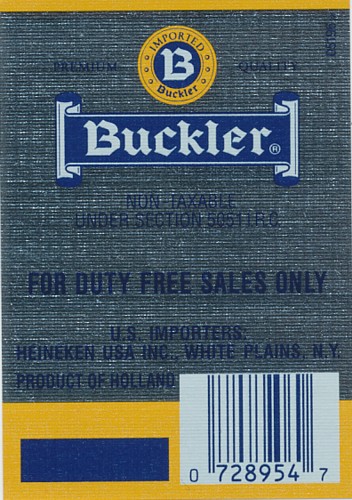 IMPORTED
B
Buckler
PREMIUM QUALITY
Buckler®
NON TAXABLE
UNDER SECTION 5051 I.R.C.
FOR DUTY FREE SALES ONLY
U.S. IMPORTERS:
HEINEKEN USA INC., WHITE PLAINS, N.Y.
PRODUCT OF HOLLAND
0 728954 7